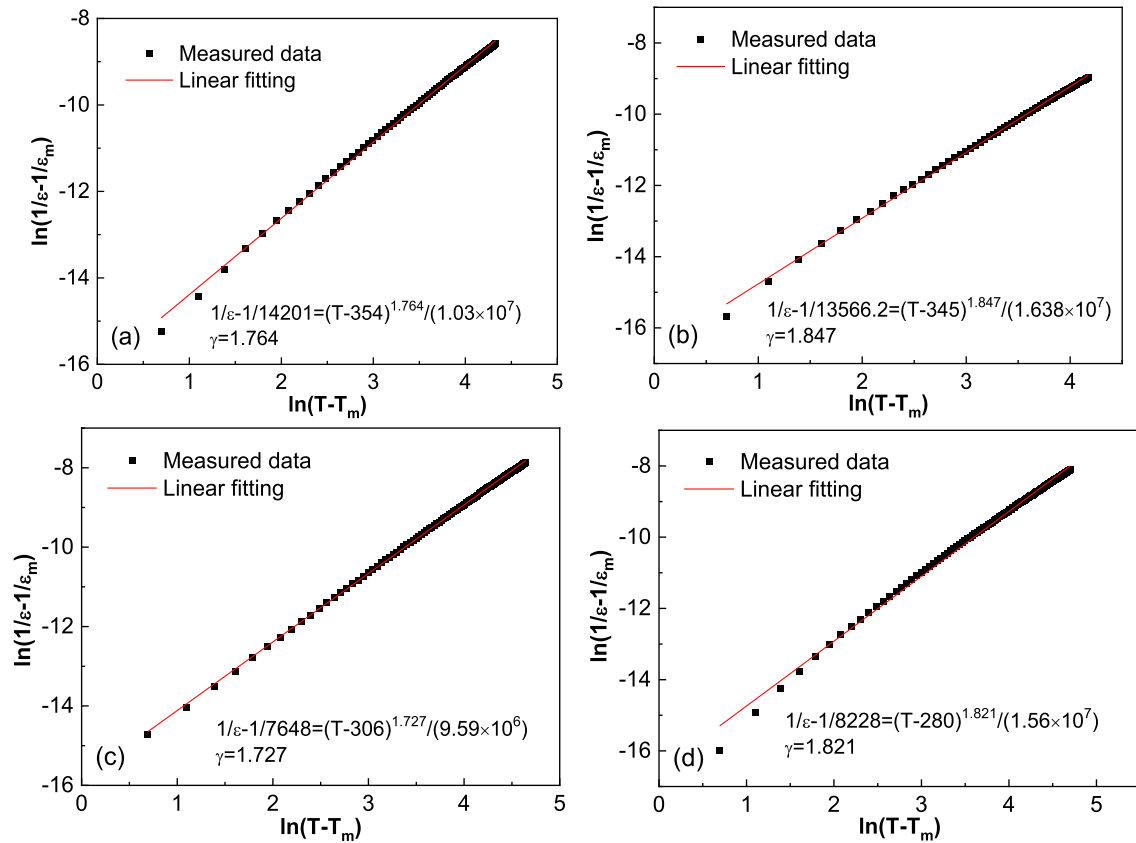 -8
-10
-12
-14
-16
ln(1/ε-1/εₘ)
Measured data
Linear fitting
1/ε-1/14201=(T-354)^1.764/(1.03×10^7)
γ=1.764
(a)
0 1 2 3 4 5
ln(T-Tₘ)
-8
-10
-12
-14
-16
ln(1/ε-1/εₘ)
Measured data
Linear fitting
1/ε-1/13566.2=(T-345)^1.847/(1.638×10^7)
γ=1.847
(b)
0 1 2 3 4
ln(T-Tₘ)
-8
-10
-12
-14
-16
ln(1/ε-1/εₘ)
Measured data
Linear fitting
1/ε-1/7648=(T-306)^1.727/(9.59×10^6)
γ=1.727
(c)
0 1 2 3 4 5
ln(T-Tₘ)
-8
-10
-12
-14
-16
ln(1/ε-1/εₘ)
Measured data
Linear fitting
1/ε-1/8228=(T-280)^1.821/(1.56×10^7)
γ=1.821
(d)
0 1 2 3 4 5
ln(T-Tₘ)